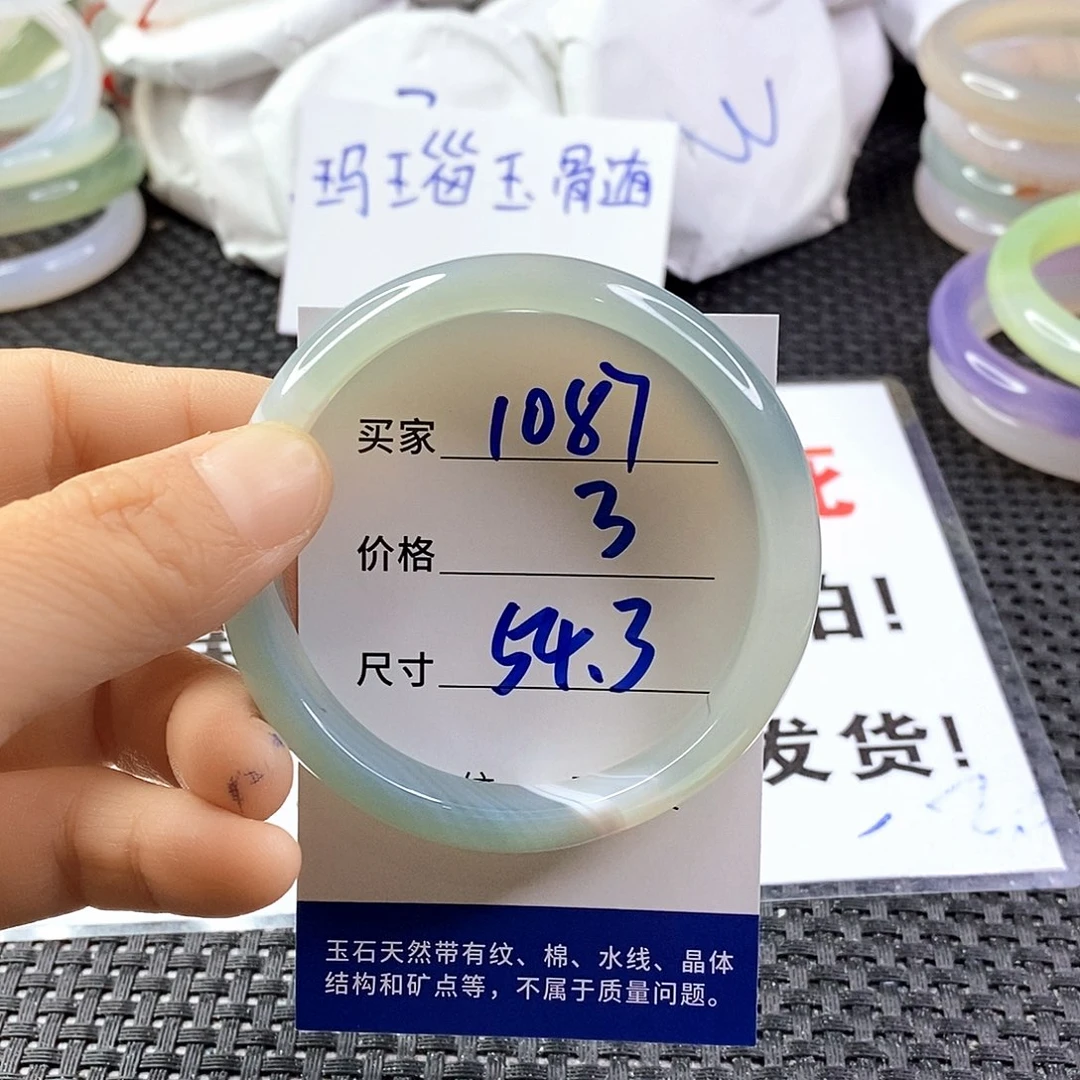 玛瑙玉骨髓
买家 1087
价格 3
尺寸 54.3
玉石天然带有纹、棉、水线、晶体
结构和矿点等，不属于质量问题。
拍!
发货!